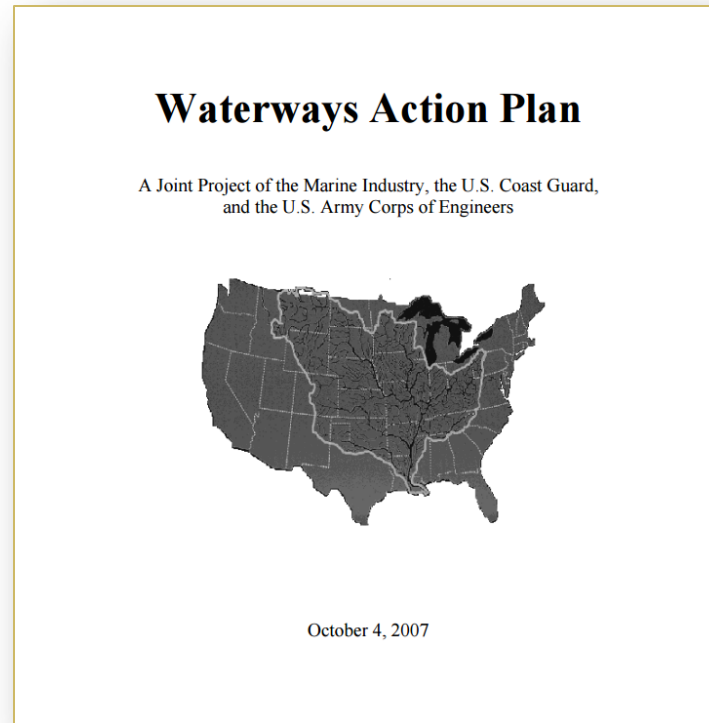 Waterways Action Plan
A Joint Project of the Marine Industry, the U.S. Coast Guard,
and the U.S. Army Corps of Engineers
October 4, 2007